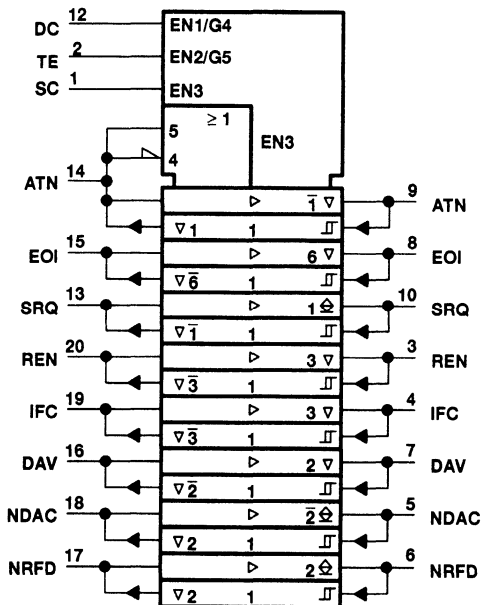 DC 12 EN1/G4
TE 2 EN2/G5
SC 1 EN3
≥ 1
5
EN3
4
ATN 14
▷ 1̅ ▽ 9 ATN
▽ 1 1
EOI 15 ▷ 6 ▽ 8 EOI
▽ 6̅ 1
SRQ 13 ▷ 1 10 SRQ
▽ 1̅ 1
REN 20 ▷ 3 ▽ 3 REN
▽ 3̅ 1
IFC 19 ▷ 3 ▽ 4 IFC
▽ 3̅ 1
DAV 16 ▷ 2 ▽ 7 DAV
▽ 2̅ 1
NDAC 18 ▷ 2̅ 5 NDAC
▽ 2 1
NRFD 17 ▷ 2 6 NRFD
▽ 2 1